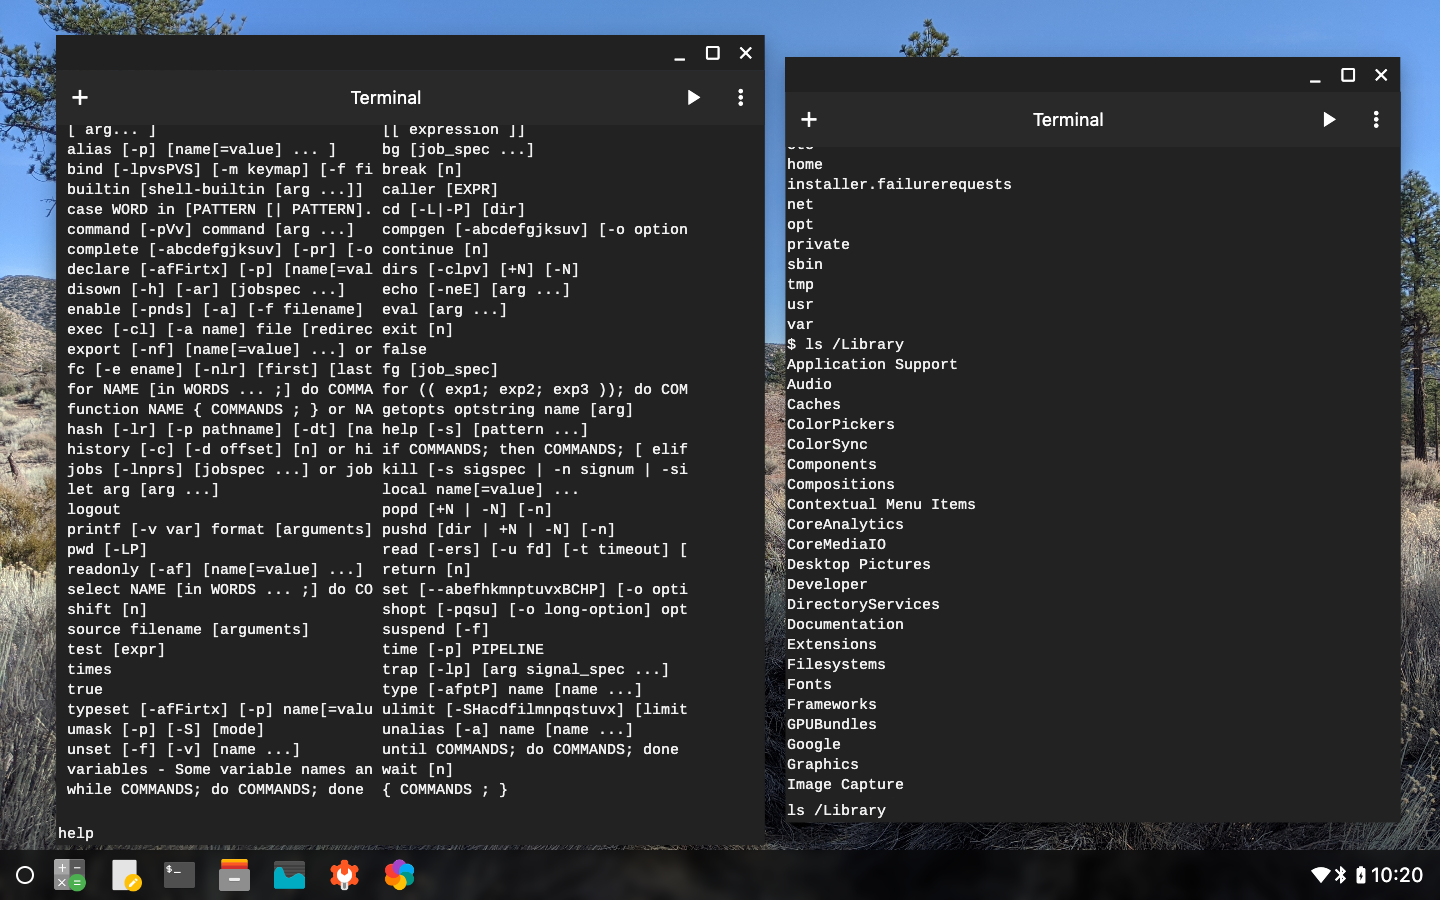 Terminal
[ arg... ] [[ expression ]]
alias [-p] [name[=value] ... ] bg [job_spec ...]
bind [-lpvsPVS] [-m keymap] [-f fi break [n]
builtin [shell-builtin [arg ...]] caller [EXPR]
case WORD in [PATTERN [| PATTERN]. cd [-L|-P] [dir]
command [-pVv] command [arg ...] compgen [-abcdefgjksuv] [-o option
complete [-abcdefgjksuv] [-pr] [-o continue [n]
declare [-afFirtx] [-p] [name[=val dirs [-clpv] [+N] [-N]
disown [-h] [-ar] [jobspec ...] echo [-neE] [arg ...]
enable [-pnds] [-a] [-f filename] eval [arg ...]
exec [-cl] [-a name] file [redirec exit [n]
export [-nf] [name[=value] ...] or false
fc [-e ename] [-nlr] [first] [last fg [job_spec]
for NAME [in WORDS ... ;] do COMMA for (( exp1; exp2; exp3 )); do COM
function NAME { COMMANDS ; } or NA getopts optstring name [arg]
hash [-lr] [-p pathname] [-dt] [na help [-s] [pattern ...]
history [-c] [-d offset] [n] or hi if COMMANDS; then COMMANDS; [ elif
jobs [-lnprs] [jobspec ...] or job kill [-s sigspec | -n signum | -si
let arg [arg ...] local name[=value] ...
logout popd [+N | -N] [-n]
printf [-v var] format [arguments] pushd [dir | +N | -N] [-n]
pwd [-LP] read [-ers] [-u fd] [-t timeout] [
readonly [-af] [name[=value] ...] return [n]
select NAME [in WORDS ... ;] do CO set [--abefhkmnptuvxBCHP] [-o opti
shift [n] shopt [-pqsu] [-o long-option] opt
source filename [arguments] suspend [-f]
test [expr] time [-p] PIPELINE
times trap [-lp] [arg signal_spec ...]
true type [-afptP] name [name ...]
typeset [-afFirtx] [-p] name[=valu ulimit [-SHacdfilmnpqstuvx] [limit
umask [-p] [-S] [mode] unalias [-a] name [name ...]
unset [-f] [-v] [name ...] until COMMANDS; do COMMANDS; done
variables - Some variable names an wait [n]
while COMMANDS; do COMMANDS; done { COMMANDS ; }
help
Terminal
home
installer.failurerequests
net
opt
private
sbin
tmp
usr
var
$ ls /Library
Application Support
Audio
Caches
ColorPickers
ColorSync
Components
Compositions
Contextual Menu Items
CoreAnalytics
CoreMediaIO
Desktop Pictures
Developer
DirectoryServices
Documentation
Extensions
Filesystems
Fonts
Frameworks
GPUBundles
Google
Graphics
Image Capture
ls /Library
$_
10:20